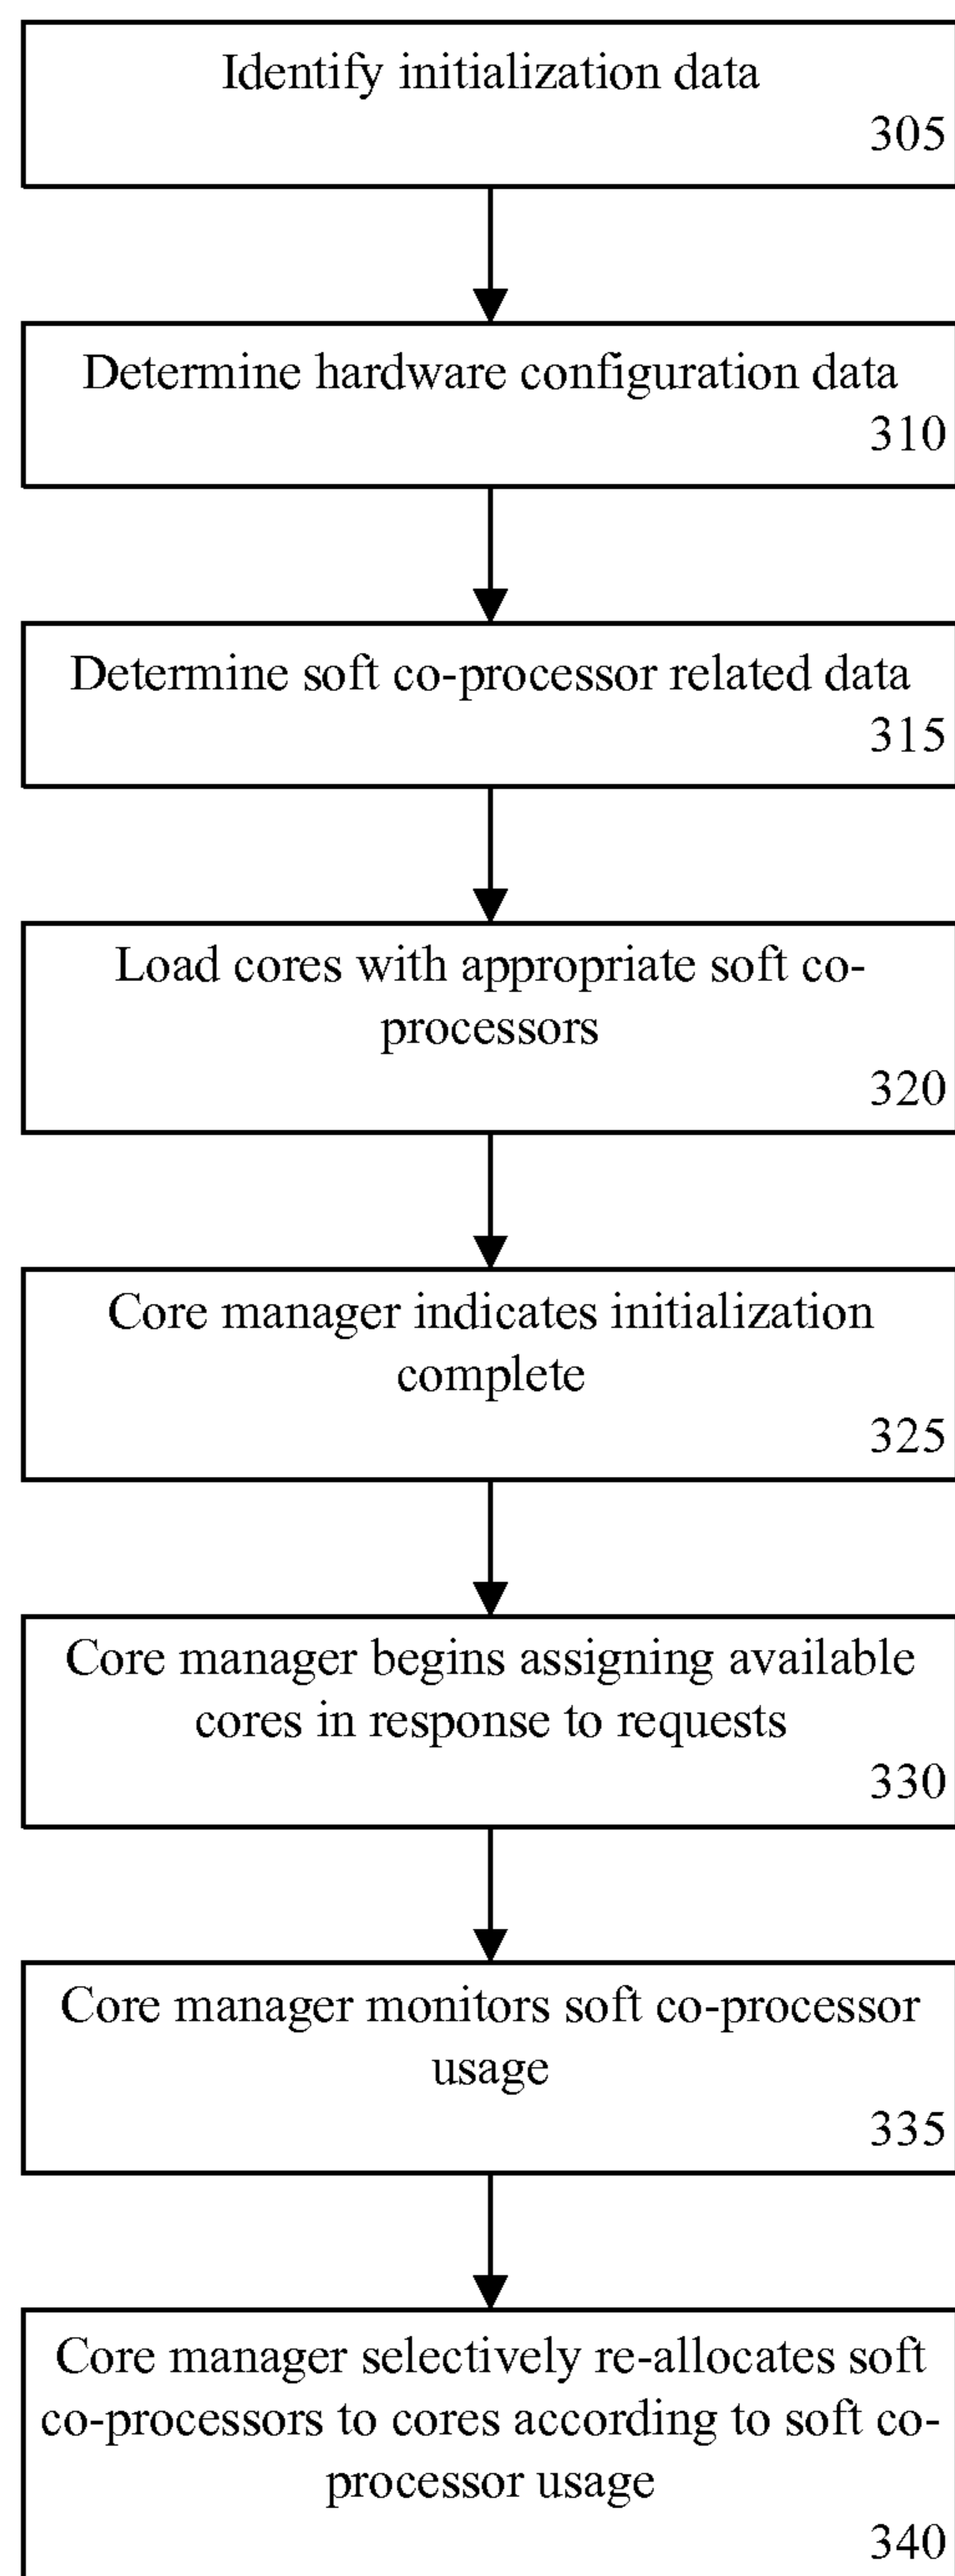 Identify initialization data
305
Determine hardware configuration data
310
Determine soft co-processor related data
315
Load cores with appropriate soft co-
processors
320
Core manager indicates initialization
complete
325
Core manager begins assigning available
cores in response to requests
330
Core manager monitors soft co-processor
usage
335
Core manager selectively re-allocates soft
co-processors to cores according to soft co-
processor usage
340